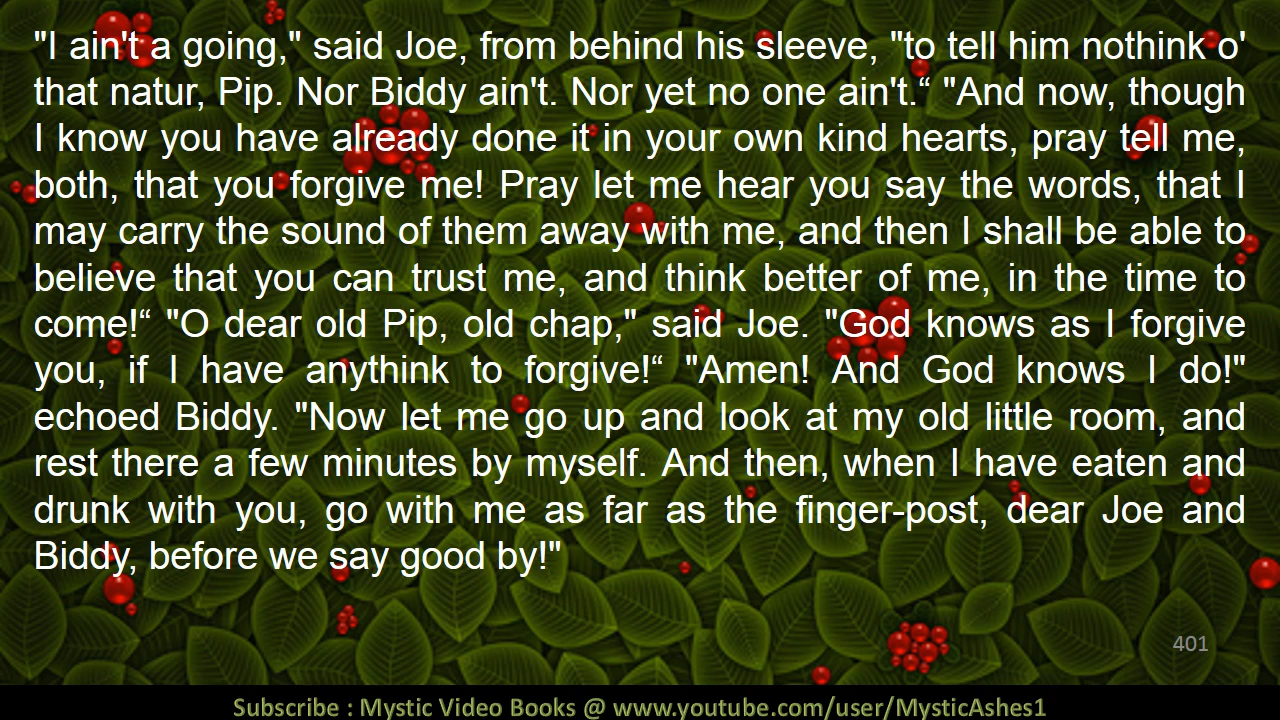 "I ain't a going," said Joe, from behind his sleeve, "to tell him nothink o'
that natur, Pip. Nor Biddy ain't. Nor yet no one ain't.“ "And now, though
I know you have already done it in your own kind hearts, pray tell me,
both, that you forgive me! Pray let me hear you say the words, that I
may carry the sound of them away with me, and then I shall be able to
believe that you can trust me, and think better of me, in the time to
come!“ "O dear old Pip, old chap," said Joe. "God knows as I forgive
you, if I have anythink to forgive!“ "Amen! And God knows I do!"
echoed Biddy. "Now let me go up and look at my old little room, and
rest there a few minutes by myself. And then, when I have eaten and
drunk with you, go with me as far as the finger-post, dear Joe and
Biddy, before we say good by!"
401
Subscribe : Mystic Video Books @ www.youtube.com/user/MysticAshes1